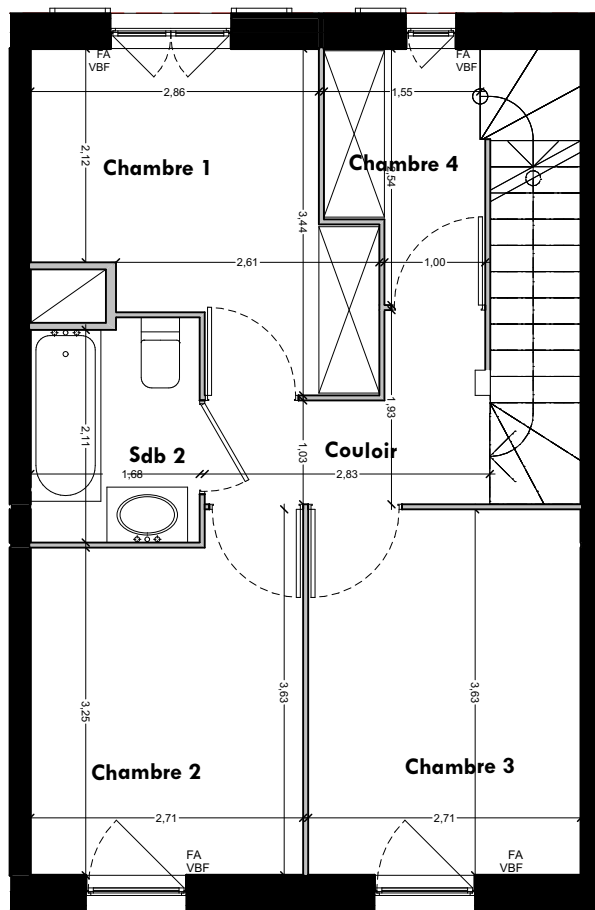 FA
VBF
FA
VBF
2,86
1,55
2,12
Chambre 1
Chambre 4
2,54
3,44
2,61
1,00
1,93
2,11
Sdb 2
1,03
Couloir
1,68
2,83
3,25
3,63
3,63
Chambre 2
Chambre 3
2,71
2,71
FA
VBF
FA
VBF